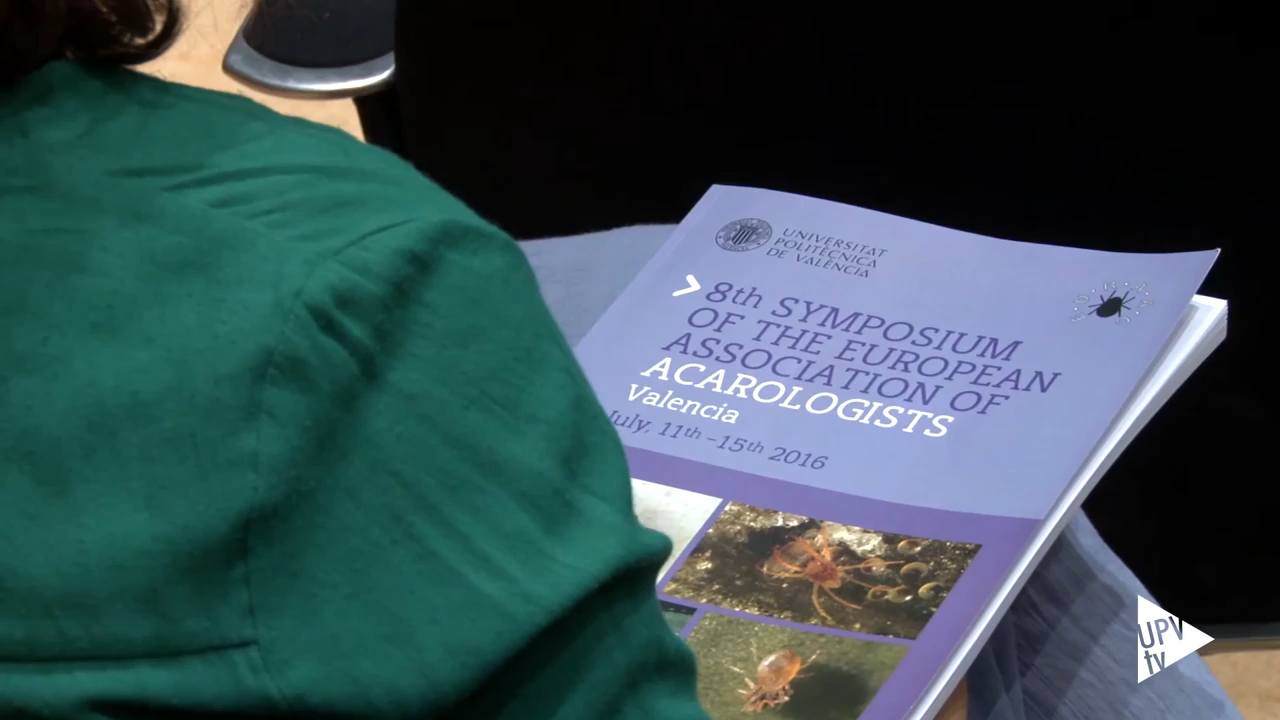 UNIVERSITAT
POLITÈCNICA
DE VALÈNCIA
8th SYMPOSIUM
OF THE EUROPEAN
ASSOCIATION OF
ACAROLOGISTS
Valencia
July, 11th -15th 2016
UPV
tv